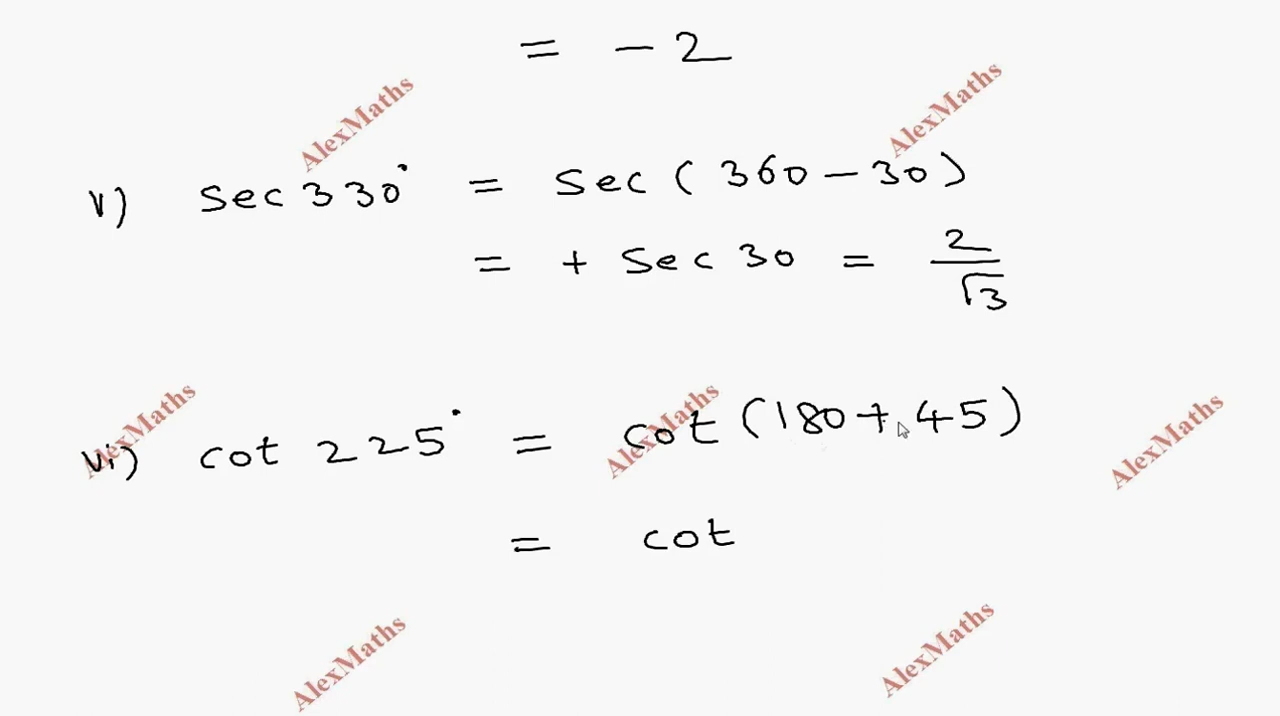 = - 2
AlexMaths AlexMaths
v) sec 330° = sec (360 - 30)
= + sec 30 = 2/√3
AlexMaths AlexMaths AlexMaths
vi) cot 225° = cot (180 + 45)
= cot
AlexMaths AlexMaths